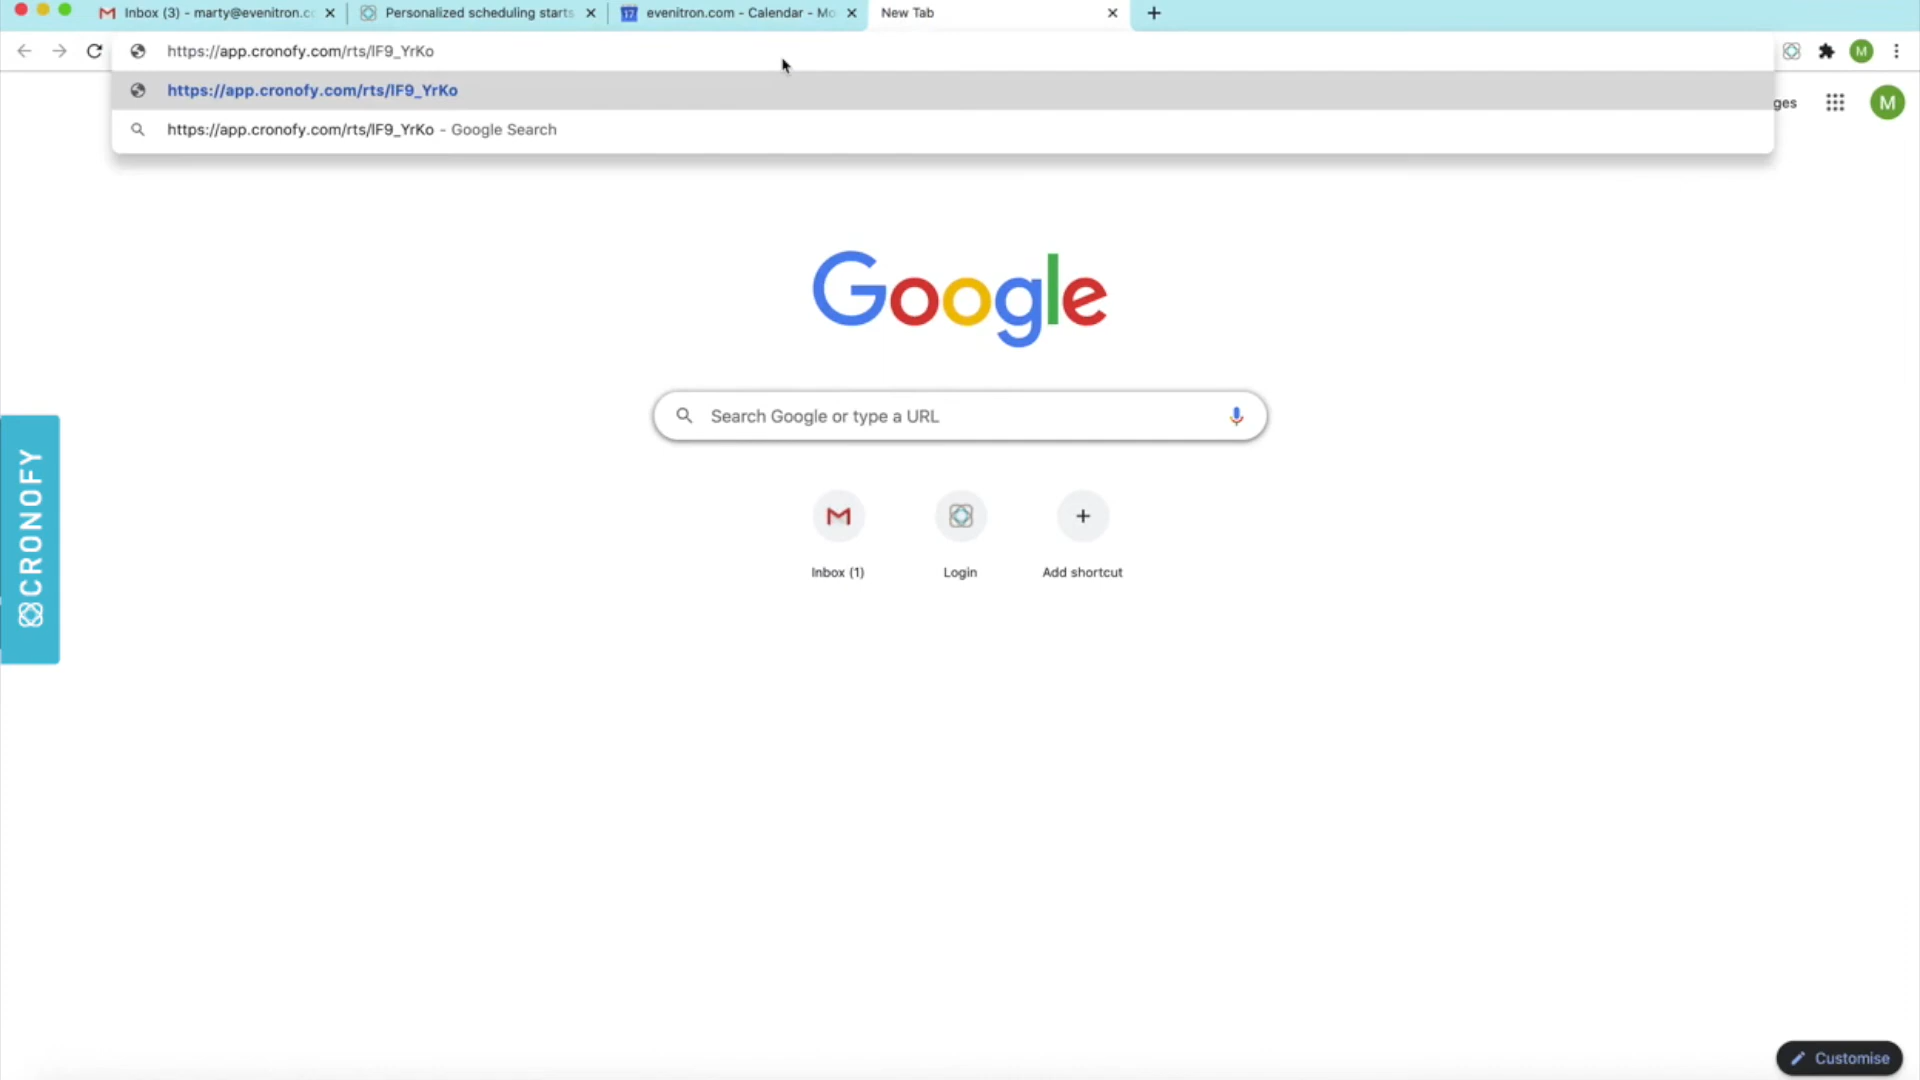 Inbox (3) - marty@evenitron.c
Personalized scheduling starts
17
evenitron.com - Calendar - Mo
New Tab
https://app.cronofy.com/rts/lF9_YrKo
M
https://app.cronofy.com/rts/lF9_YrKo
https://app.cronofy.com/rts/lF9_YrKo - Google Search
ges
M
Google
Search Google or type a URL
CRONOFY
Inbox (1)
Login
Add shortcut
Customise